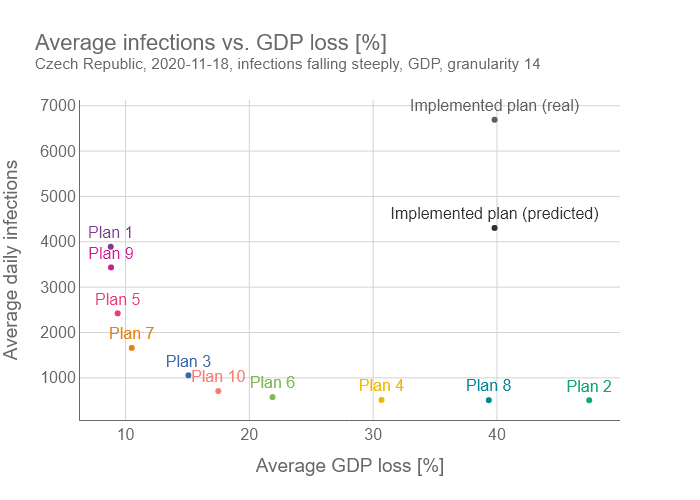 Average infections vs. GDP loss [%]
Czech Republic, 2020-11-18, infections falling steeply, GDP, granularity 14
Average daily infections
7000
6000
5000
4000
3000
2000
1000
Implemented plan (real)
Implemented plan (predicted)
Plan 1
Plan 9
Plan 5
Plan 7
Plan 3
Plan 10
Plan 6
Plan 4
Plan 8
Plan 2
10
20
30
40
Average GDP loss [%]